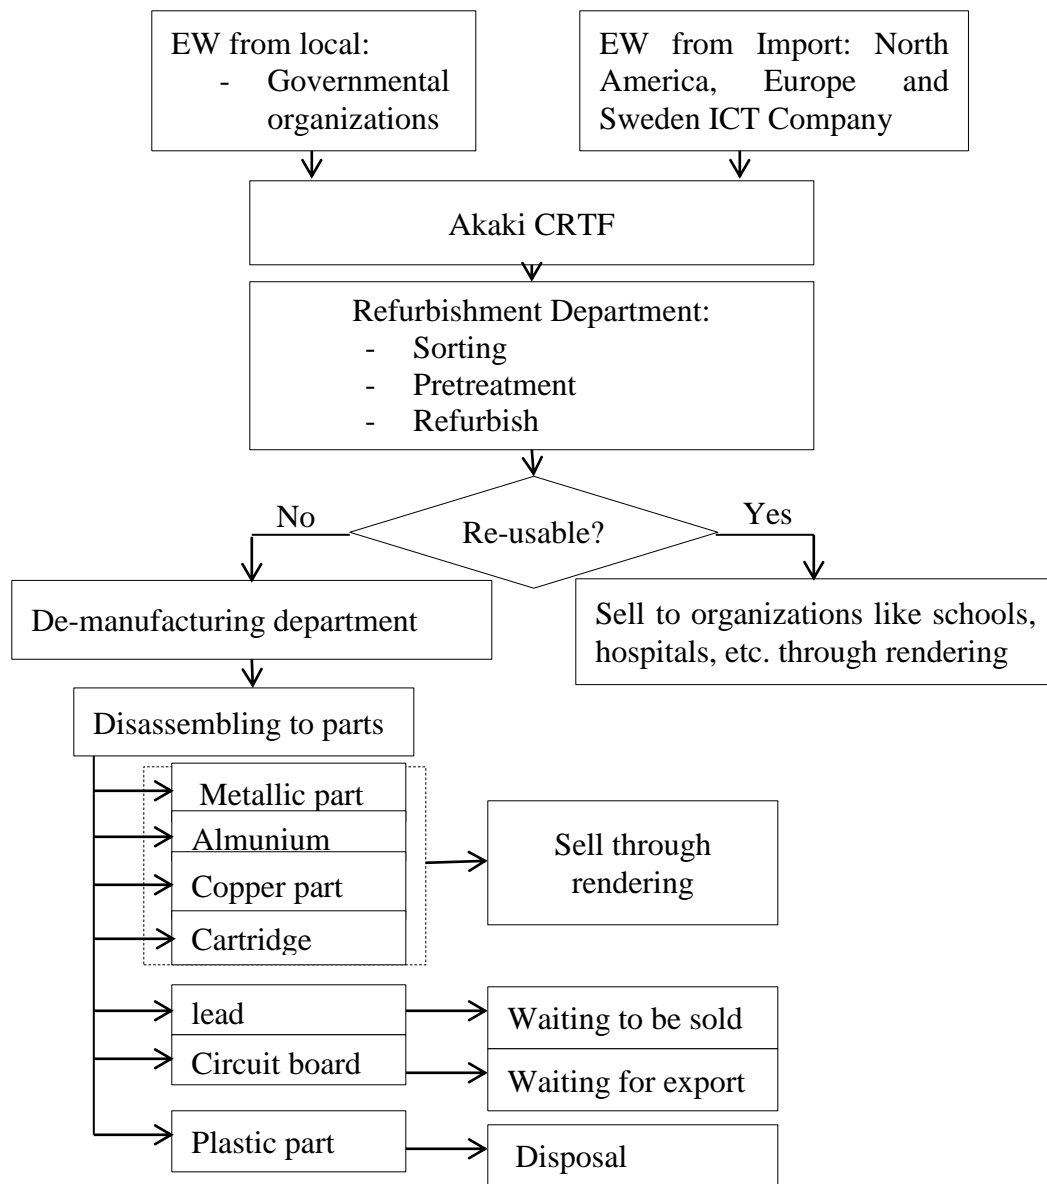 EW from local:
- Governmental
organizations
EW from Import: North
America, Europe and
Sweden ICT Company
Akaki CRTF
Refurbishment Department:
- Sorting
- Pretreatment
- Refurbish
No
Re-usable?
Yes
De-manufacturing department
Sell to organizations like schools,
hospitals, etc. through rendering
Disassembling to parts
Metallic part
Almunium
Copper part
Cartridge
Sell through
rendering
lead
Waiting to be sold
Circuit board
Waiting for export
Plastic part
Disposal